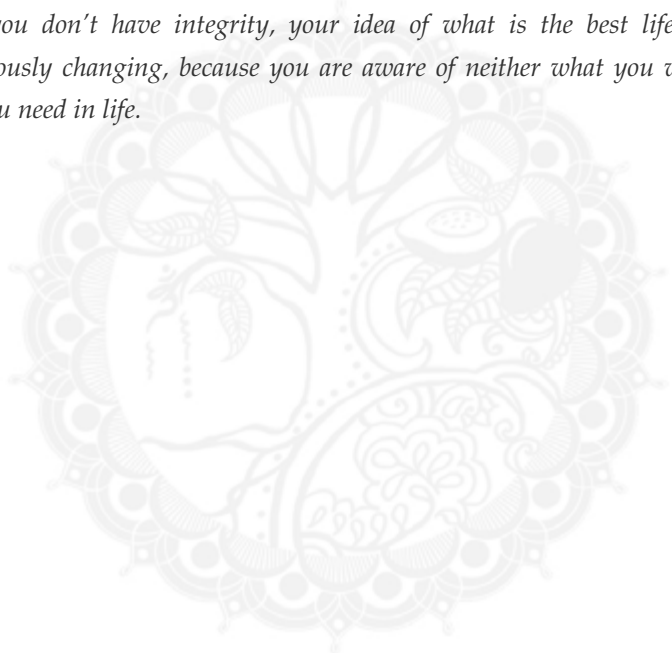 you don’t have integrity, your idea of what is the best life
ously changing, because you are aware of neither what you
u need in life.